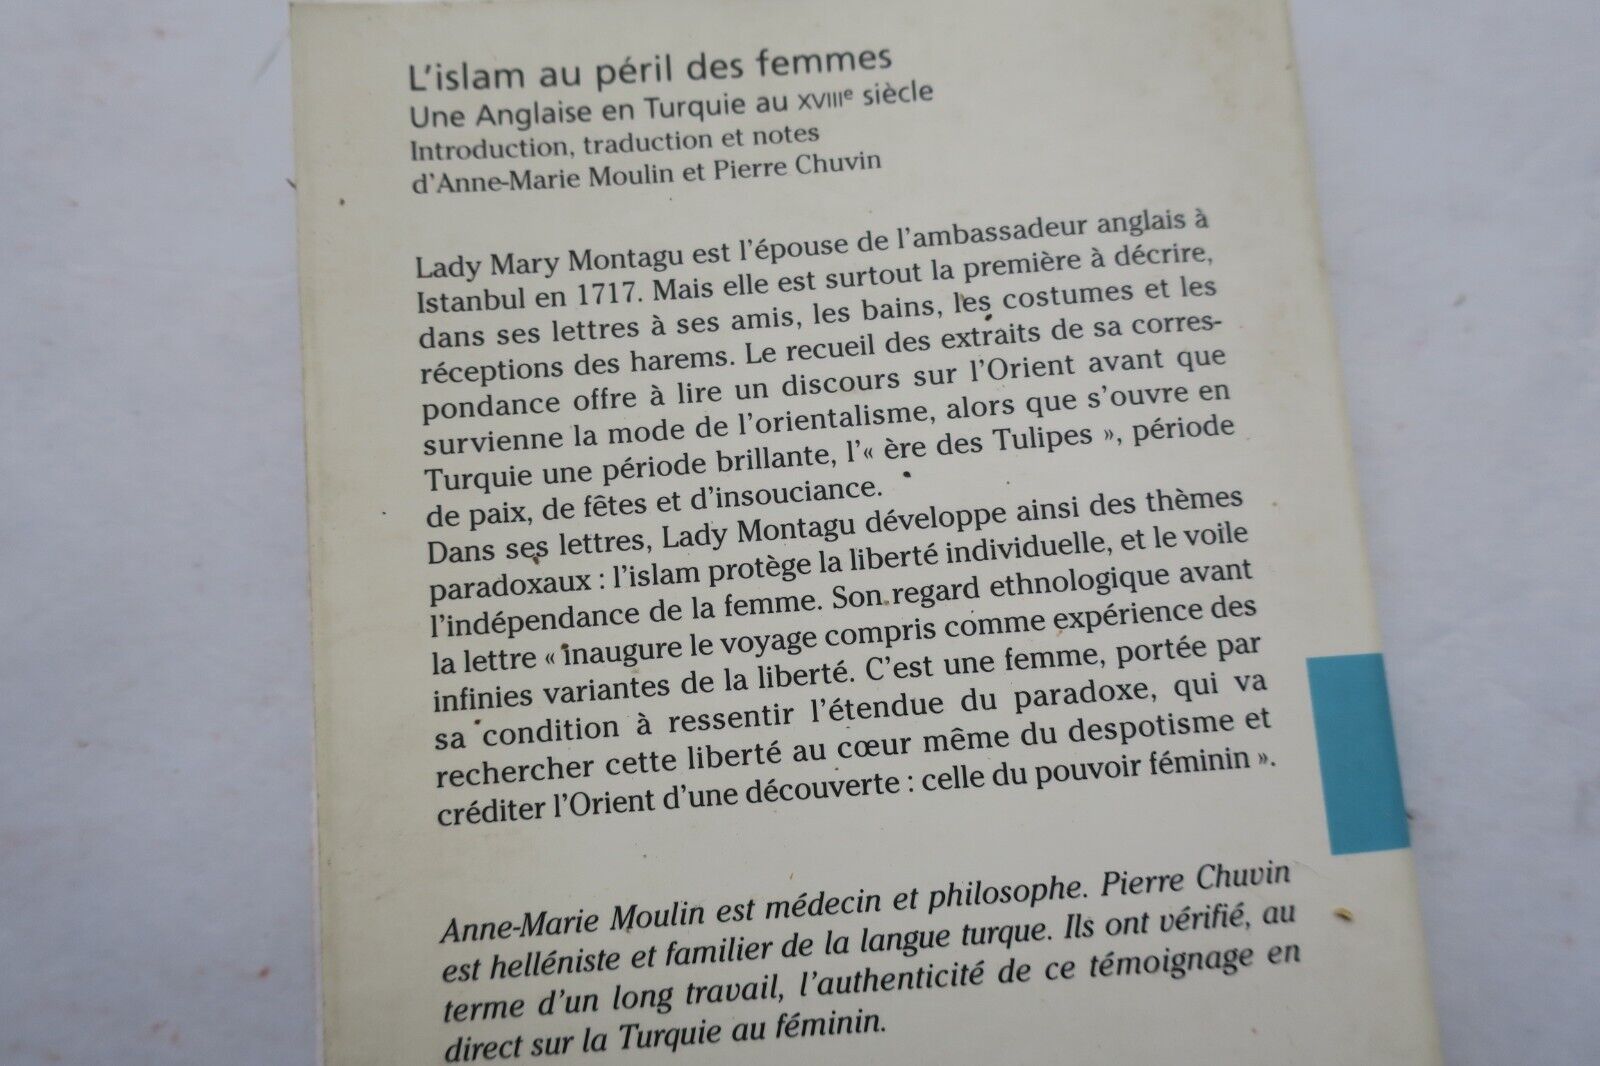 L'islam au péril des femmes
Une Anglaise en Turquie au XVIIIe siècle
Introduction, traduction et notes
d'Anne-Marie Moulin et Pierre Chuvin
Lady Mary Montagu est l'épouse de l'ambassadeur anglais à
Istanbul en 1717. Mais elle est surtout la première à décrire,
dans ses lettres à ses amis, les bains, les costumes et les
réceptions des harems. Le recueil des extraits de sa corres-
pondance offre à lire un discours sur l'Orient avant que
survienne la mode de l'orientalisme, alors que s'ouvre en
Turquie une période brillante, l'« ère des Tulipes », période
de paix, de fêtes et d'insouciance.
Dans ses lettres, Lady Montagu développe ainsi des thèmes
paradoxaux : l'islam protège la liberté individuelle, et le voile
l'indépendance de la femme. Son regard ethnologique avant
la lettre « inaugure le voyage compris comme expérience des
infinies variantes de la liberté. C'est une femme, portée par
sa condition à ressentir l'étendue du paradoxe, qui va
rechercher cette liberté au cœur même du despotisme et
créditer l'Orient d'une découverte : celle du pouvoir féminin ».
Anne-Marie Moulin est médecin et philosophe. Pierre Chuvin
est helléniste et familier de la langue turque. Ils ont vérifié, au
terme d'un long travail, l'authenticité de ce témoignage en
direct sur la Turquie au féminin.